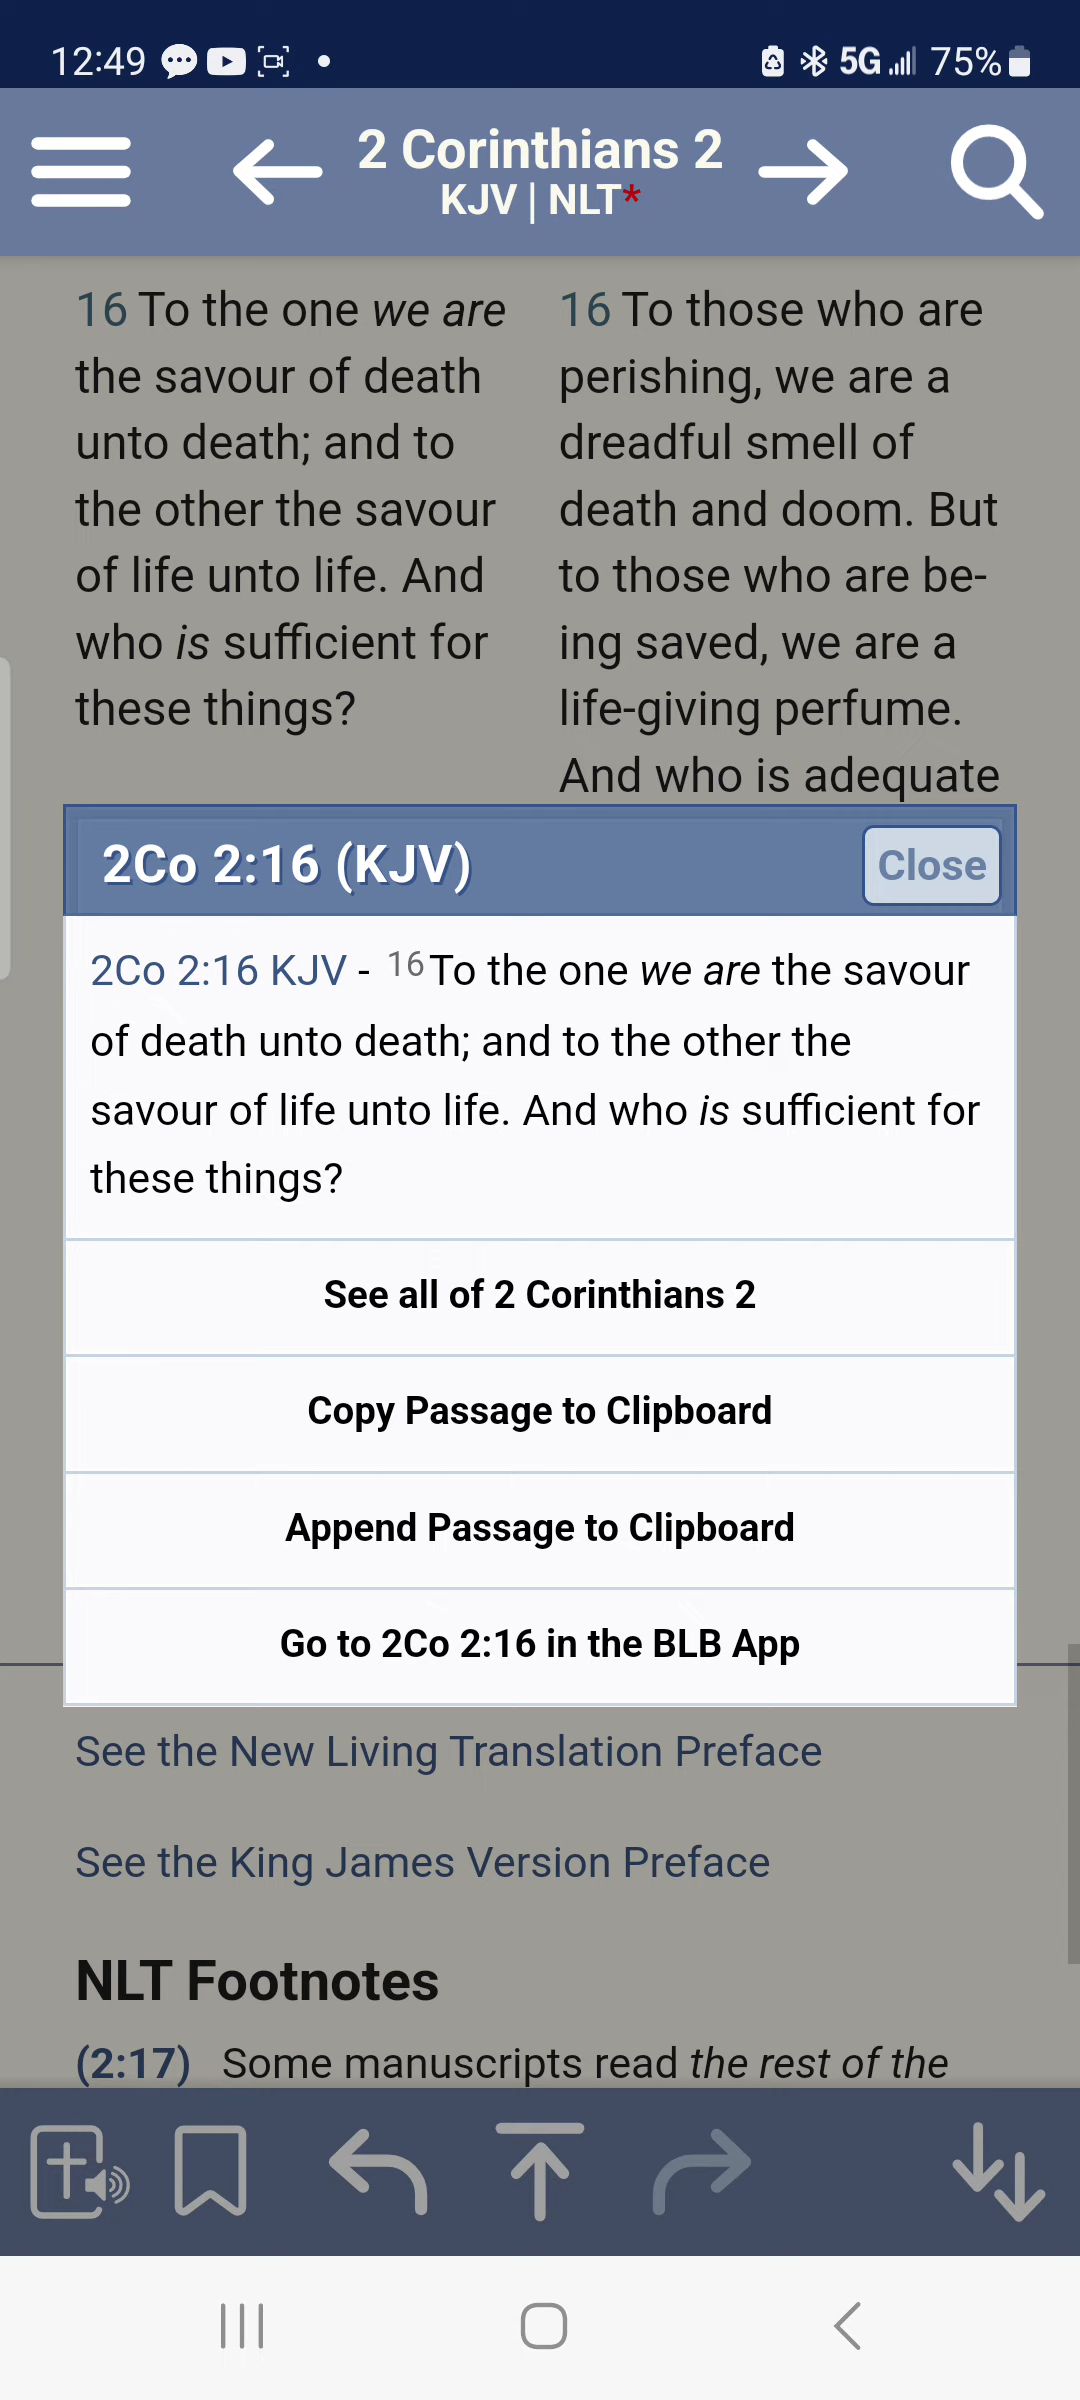 12:49
5G 75%
2 Corinthians 2
KJV | NLT*
16 To the one we are
the savour of death
unto death; and to
the other the savour
of life unto life. And
who is sufficient for
these things?
16 To those who are
perishing, we are a
dreadful smell of
death and doom. But
to those who are be-
ing saved, we are a
life-giving perfume.
And who is adequate
2Co 2:16 (KJV)
Close
2Co 2:16 KJV - 16 To the one we are the savour
of death unto death; and to the other the
savour of life unto life. And who is sufficient for
these things?
See all of 2 Corinthians 2
Copy Passage to Clipboard
Append Passage to Clipboard
Go to 2Co 2:16 in the BLB App
See the New Living Translation Preface
See the King James Version Preface
NLT Footnotes
(2:17) Some manuscripts read the rest of the